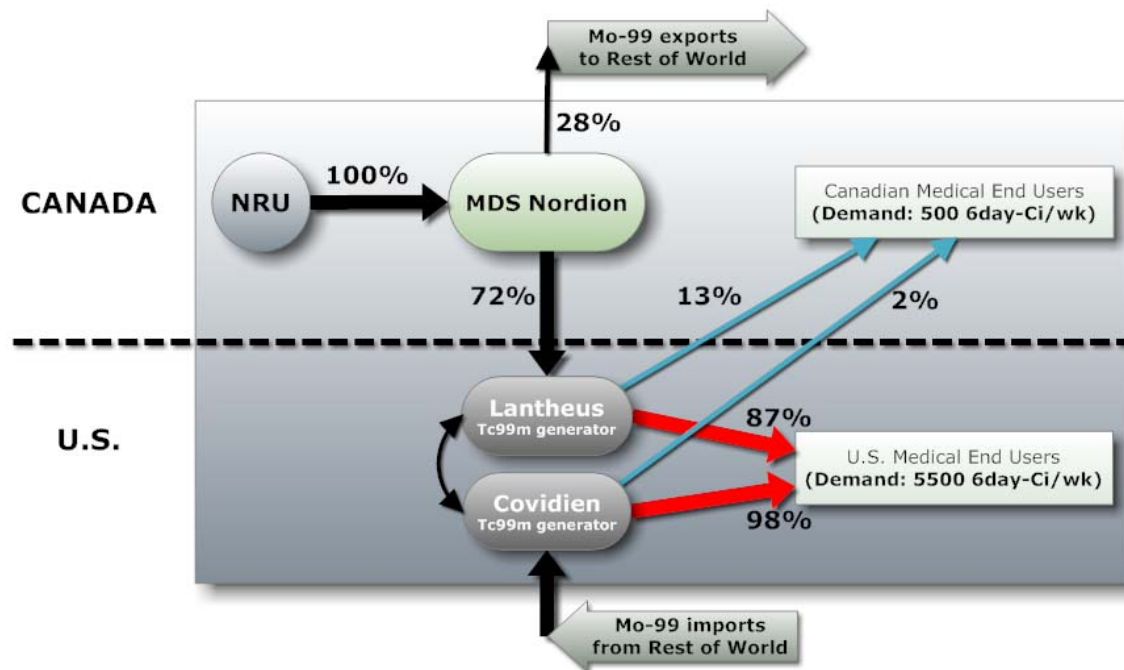 Mo-99 exports
to Rest of World
28%
CANADA
NRU
100%
MDS Nordion
Canadian Medical End Users
(Demand: 500 6day-Ci/wk)
72%
13%
2%
U.S.
Lantheus
Tc99m generator
87%
U.S. Medical End Users
(Demand: 5500 6day-Ci/wk)
Covidien
Tc99m generator
98%
Mo-99 imports
from Rest of World